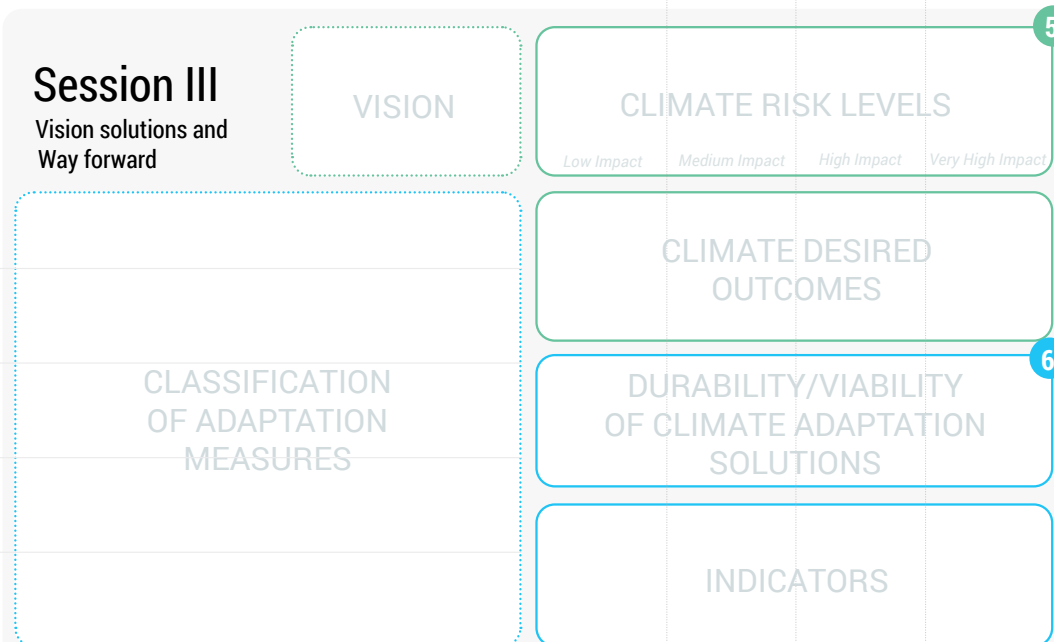 Session III
Vision solutions and
Way forward
VISION
5
CLIMATE RISK LEVELS
Low Impact Medium Impact High Impact Very High Impact
CLIMATE DESIRED
OUTCOMES
CLASSIFICATION
OF ADAPTATION
MEASURES
6
DURABILITY/VIABILITY
OF CLIMATE ADAPTATION
SOLUTIONS
INDICATORS